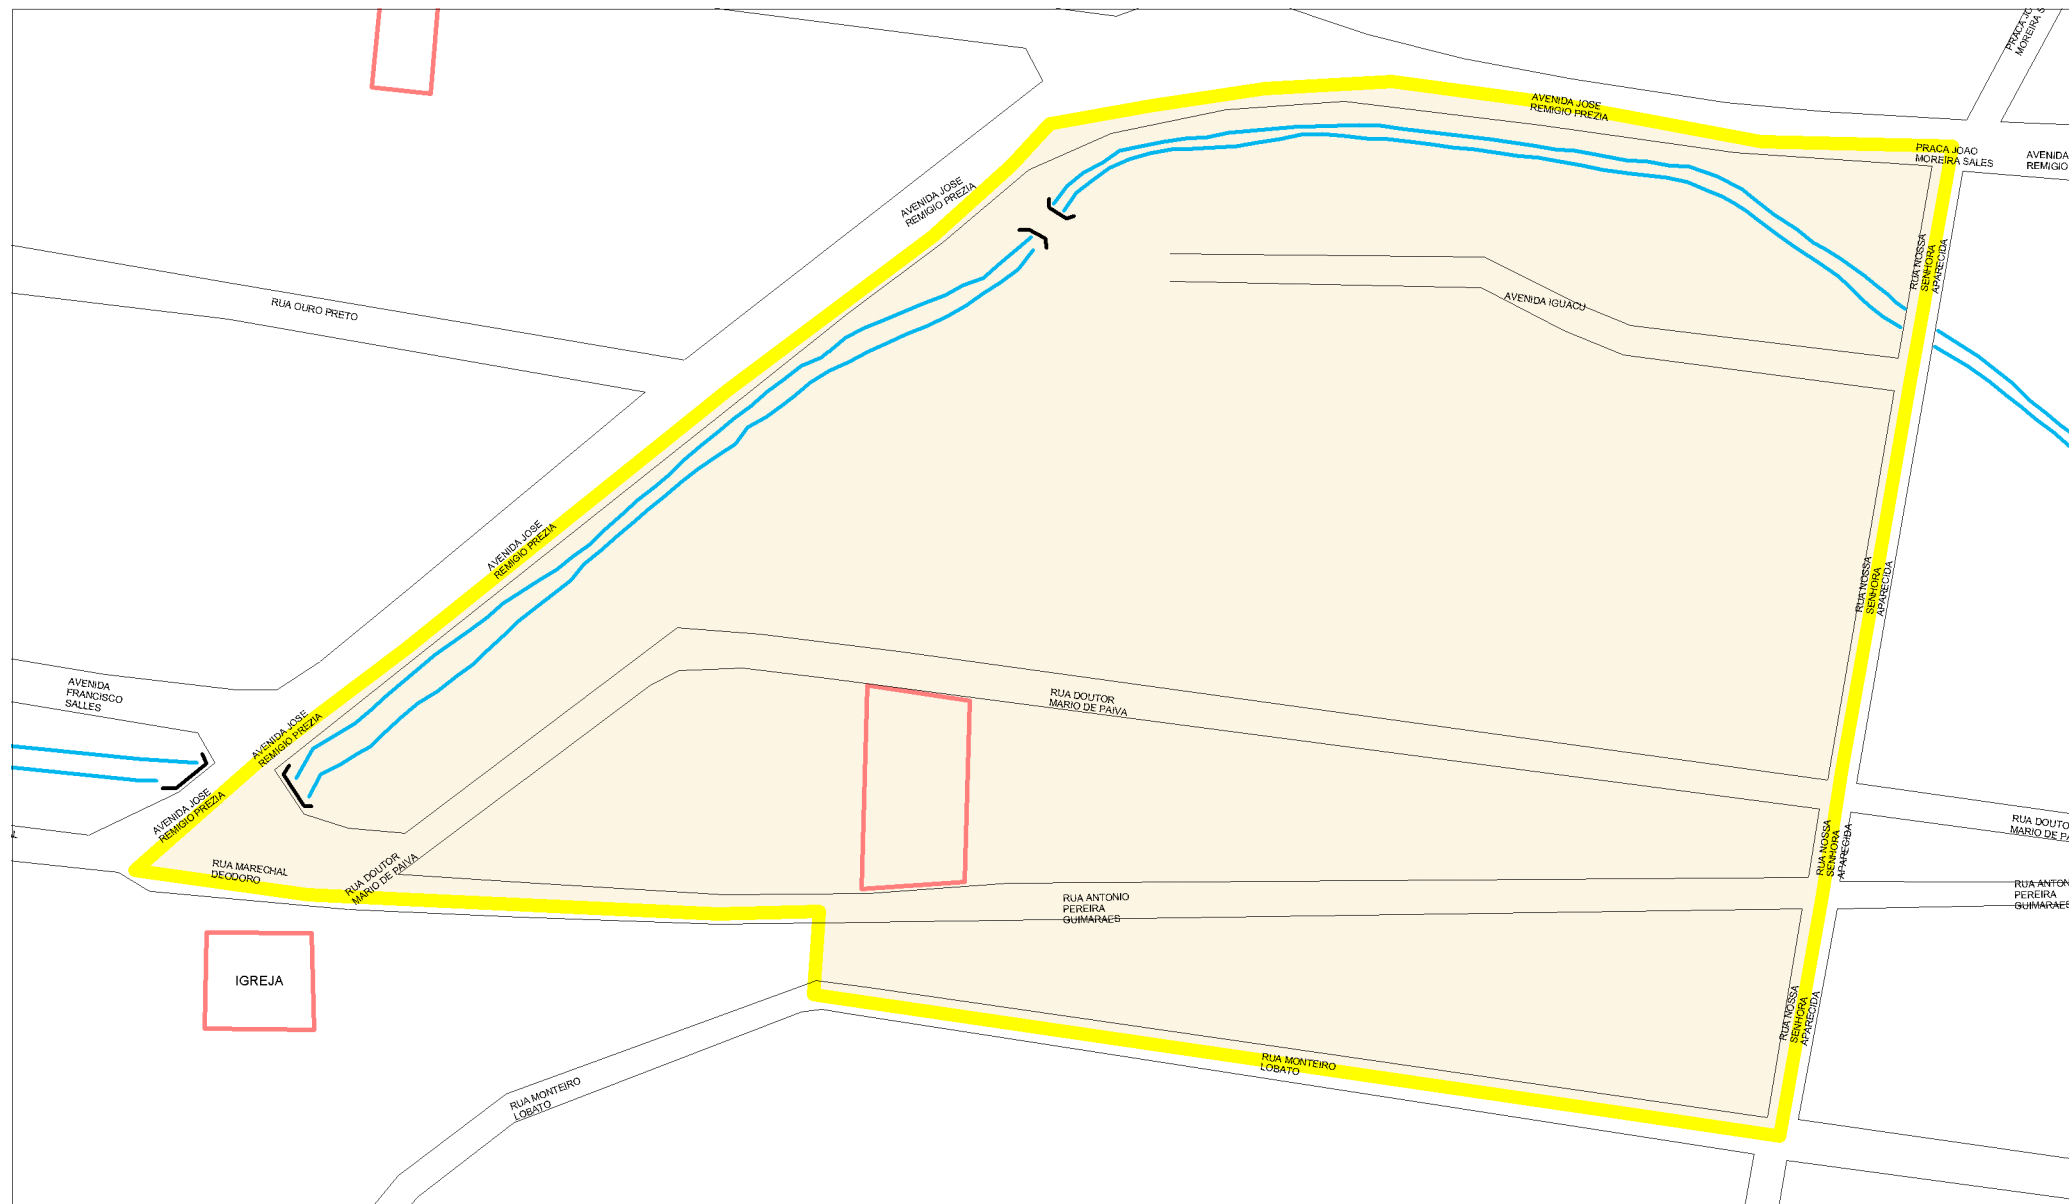 PRACA JO
MOREIRA S
AVENIDA JOSE
REMIGIO PREZIA
PRACA JOAO
MOREIRA SALES
AVENIDA
REMIGIO
AVENIDA JOSE
REMIGIO PREZIA
RUA NOSSA
SENHORA
APARECIDA
RUA OURO PRETO
AVENIDA IGUACU
AVENIDA JOSE
REMIGIO PREZIA
RUA NOSSA
SENHORA
APARECIDA
AVENIDA
FRANCISCO
SALLES
RUA DOUTOR
MARIO DE PAIVA
AVENIDA JOSE
REMIGIO PREZIA
AVENIDA JOSE
REMIGIO PREZIA
RUA DOUTO
MARIO DE PA
RUA NOSSA
SENHORA
APARECIDA
RUA MARECHAL
DEODORO
RUA DOUTOR
MARIO DE PAIVA
RUA ANTONIO
PEREIRA
GUIMARAES
RUA ANTON
PEREIRA
GUIMARAES
IGREJA
RUA NOSSA
SENHORA
APARECIDA
RUA MONTEIRO
LOBATO
RUA MONTEIRO
LOBATO